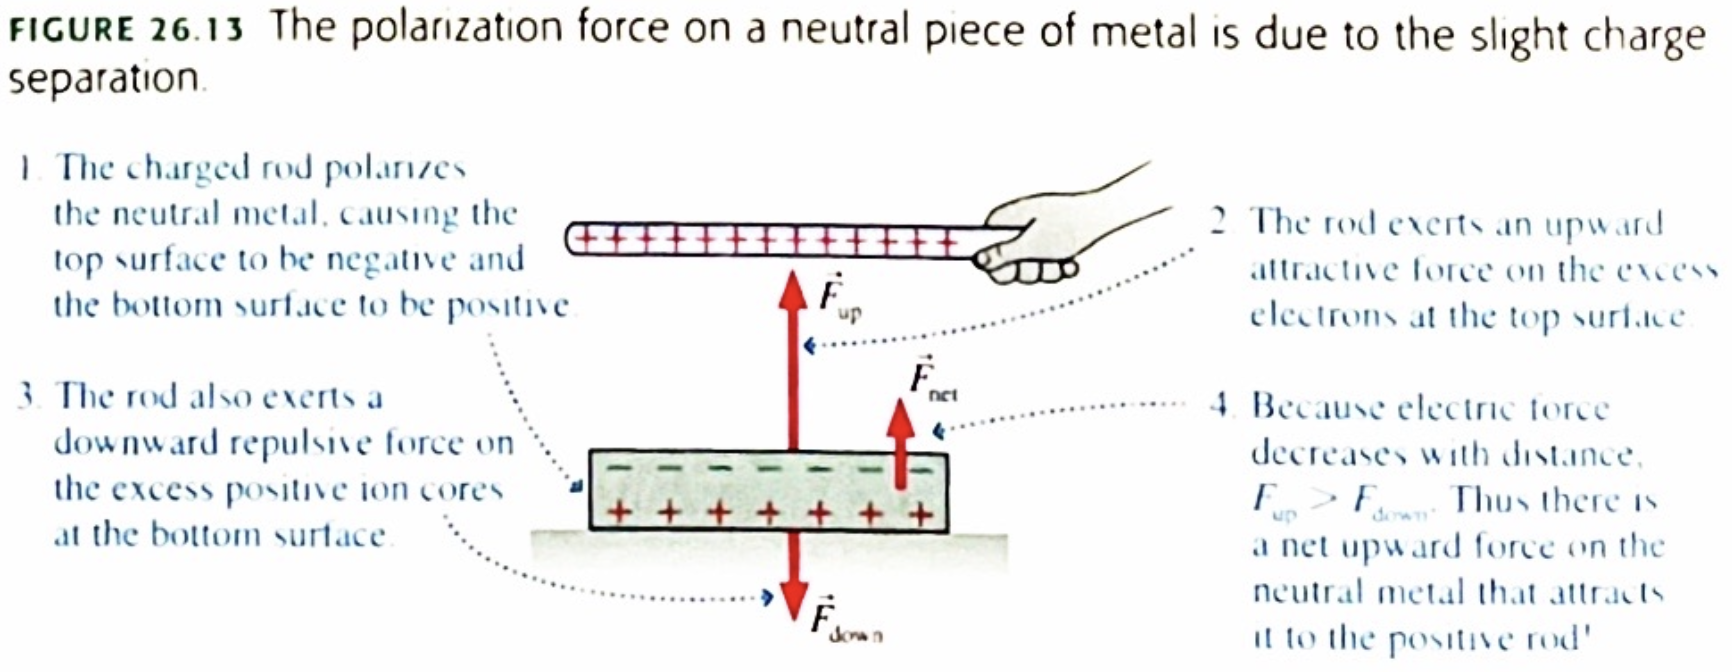 FIGURE 26.13 The polarization force on a neutral piece of metal is due to the slight charge
separation.
1. The charged rod polarizes
the neutral metal, causing the
top surface to be negative and
the bottom surface to be positive.
2. The rod exerts an upward
attractive force on the excess
electrons at the top surface.
3. The rod also exerts a
downward repulsive force on
the excess positive ion cores
at the bottom surface.
4. Because electric force
decreases with distance,
F_up > F_down. Thus there is
a net upward force on the
neutral metal that attracts
it to the positive rod!
+ + + + + + + + + + + + +
F⃗_up
F⃗_net
− − − − − − −
+ + + + + + +
F⃗_down